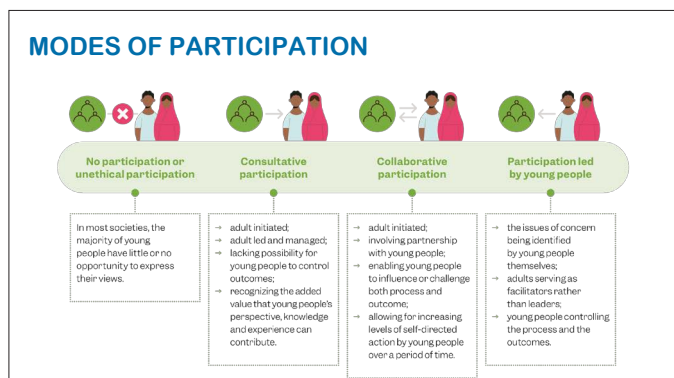 MODES OF PARTICIPATION
No participation or
unethical participation
Consultative
participation
Collaborative
participation
Participation led
by young people
In most societies, the
majority of young
people have little or no
opportunity to express
their views.
→ adult initiated;
→ adult led and managed;
→ lacking possibility for
young people to control
outcomes;
→ recognizing the added
value that young people's
perspective, knowledge
and experience can
contribute.
→ adult initiated;
→ involving partnership
with young people;
→ enabling young people
to influence or challenge
both process and
outcome;
→ allowing for increasing
levels of self-directed
action by young people
over a period of time.
→ the issues of concern
being identified
by young people
themselves;
→ adults serving as
facilitators rather
than leaders;
→ young people controlling
the process and the
outcomes.